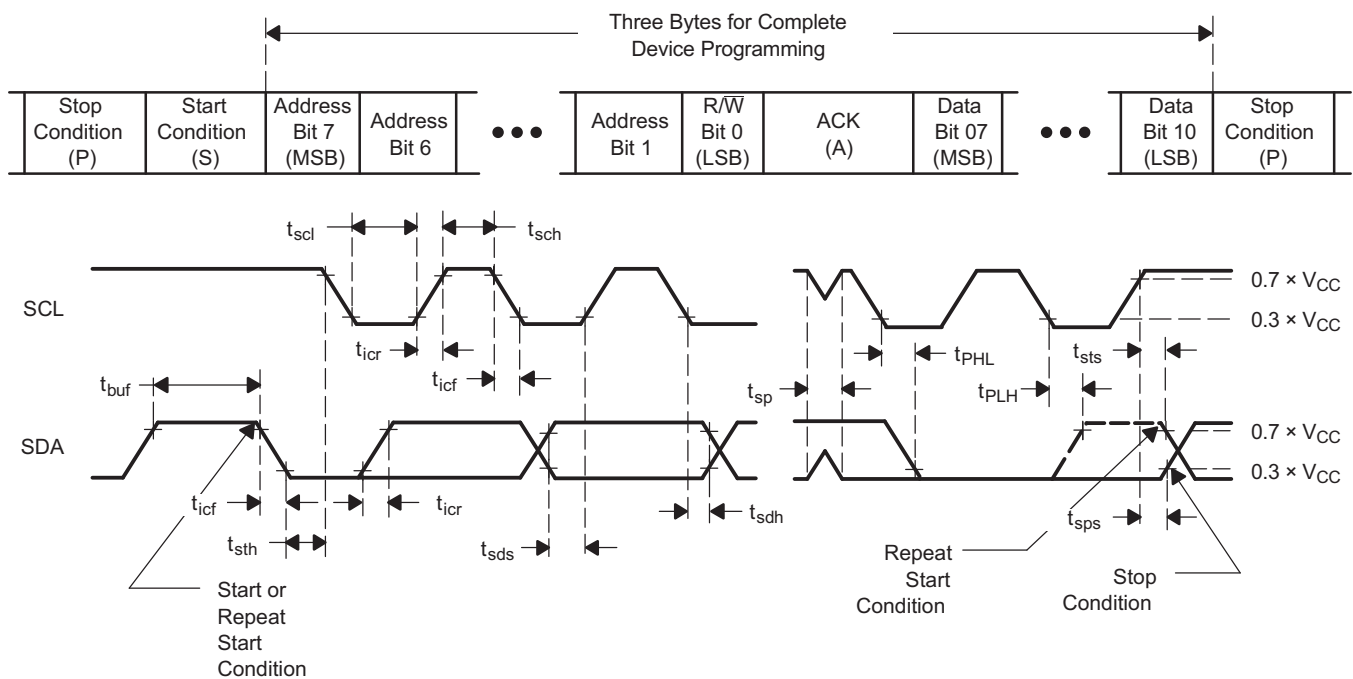 Three Bytes for Complete
Device Programming
Stop
Condition
(P)
Start
Condition
(S)
Address
Bit 7
(MSB)
Address
Bit 6
•••
Address
Bit 1
R/W̅
Bit 0
(LSB)
ACK
(A)
Data
Bit 07
(MSB)
•••
Data
Bit 10
(LSB)
Stop
Condition
(P)
tscl
tsch
SCL
0.7 × VCC
0.3 × VCC
ticr
ticf
tPHL
tsts
tbuf
tsp
tPLH
SDA
0.7 × VCC
0.3 × VCC
ticf
ticr
tsdh
tsth
tsds
tsps
Start or
Repeat
Start
Condition
Repeat
Start
Condition
Stop
Condition